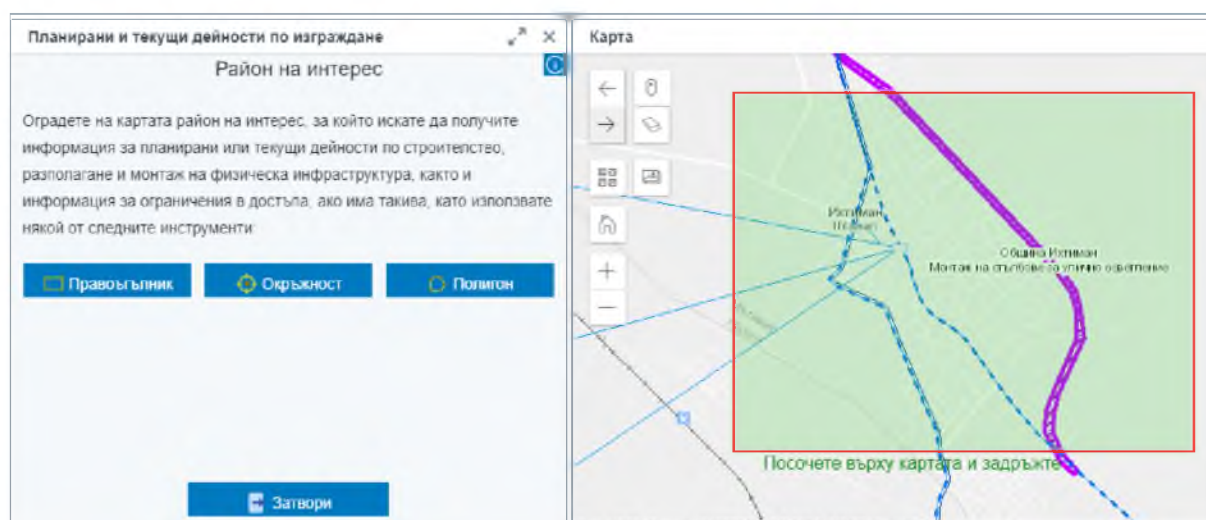 Планирани и текущи дейности по изграждане
Район на интерес
Оградете на картата район на интерес, за който искате да получите
информация за планирани или текущи дейности по строителство,
разполагане и монтаж на физическа инфраструктура, както и
информация за ограничения в достъпа, ако има такива, като използвате
някой от следните инструменти:
Правоъгълник
Окръжност
Полигон
Затвори
Карта
Ихтиман
Община Ихтиман
Монтаж на стълбове за улично осветление
Посочете върху картата и задръжте